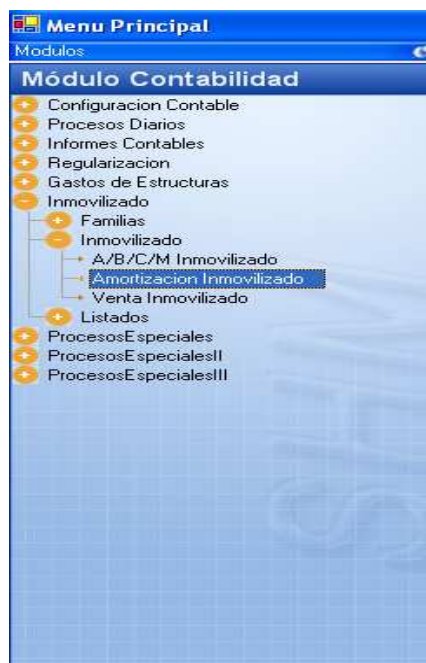 Menu Principal
Modulos
Módulo Contabilidad
Configuracion Contable
Procesos Diarios
Informes Contables
Regularizacion
Gastos de Estructuras
Inmovilizado
Familias
Inmovilizado
A/B/C/M Inmovilizado
Amortizacion Inmovilizado
Venta Inmovilizado
Listados
ProcesosEspeciales
ProcesosEspecialesII
ProcesosEspecialesIII